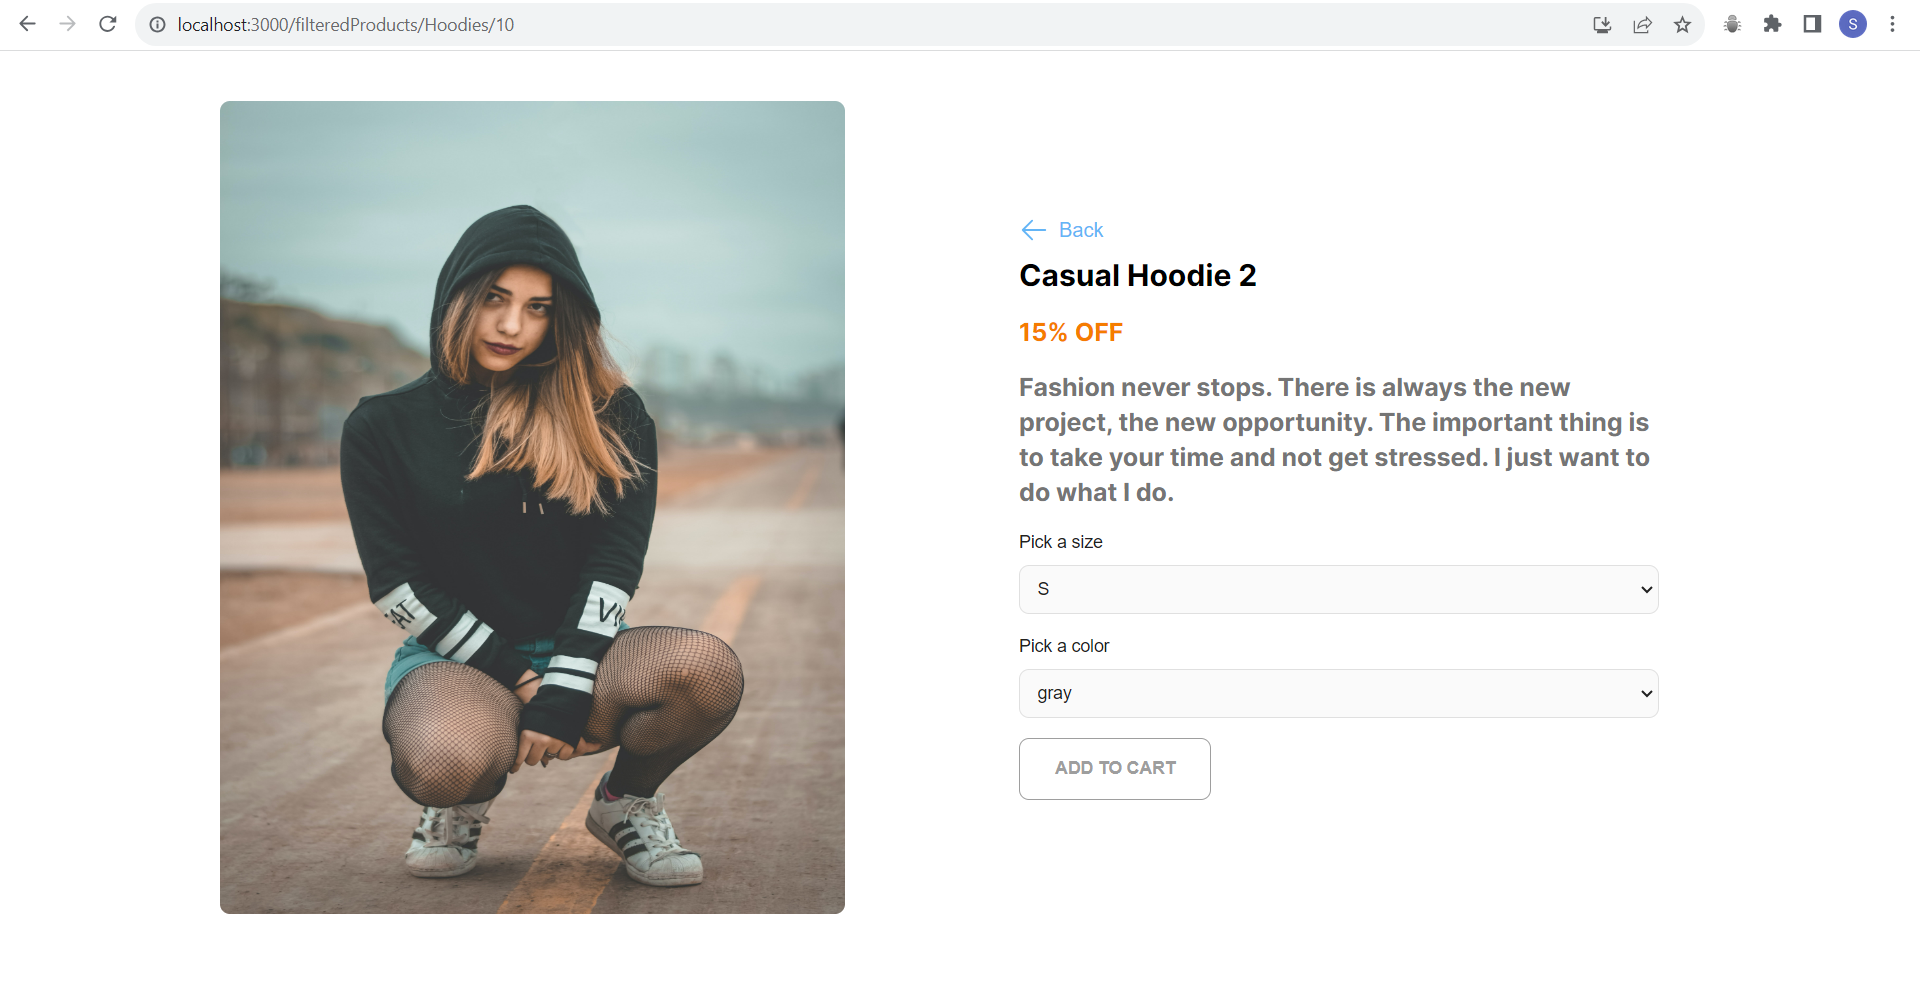 localhost:3000/filteredProducts/Hoodies/10
S
Back
Casual Hoodie 2
15% OFF
Fashion never stops. There is always the new
project, the new opportunity. The important thing is
to take your time and not get stressed. I just want to
do what I do.
Pick a size
S
Pick a color
gray
ADD TO CART